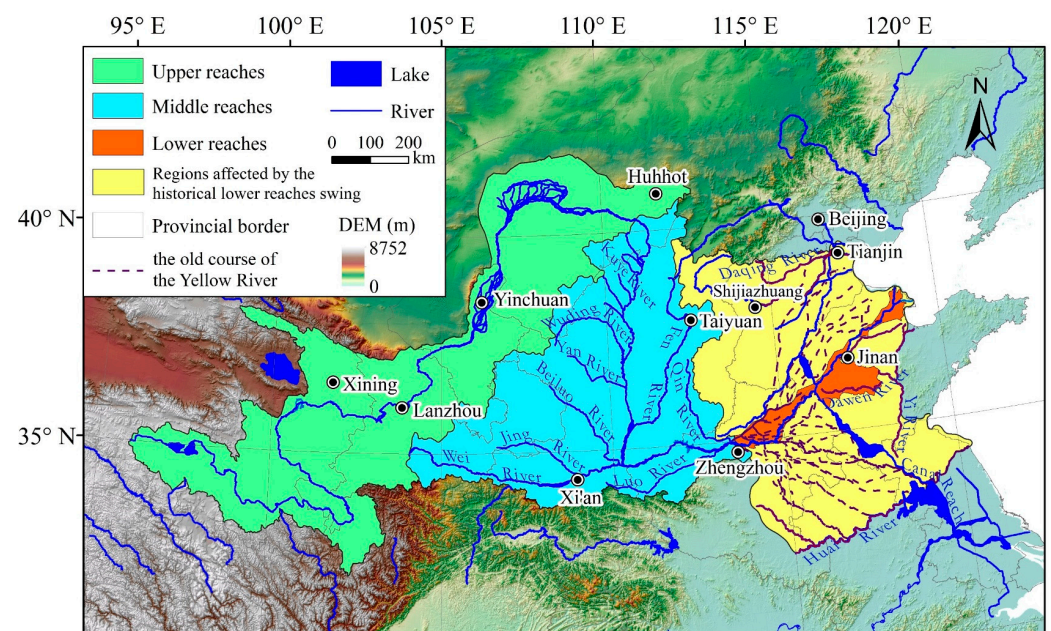 95° E 100° E 105° E 110° E 115° E 120° E
Upper reaches
Middle reaches
Lower reaches
Regions affected by the
historical lower reaches swing
Provincial border
the old course of
the Yellow River
Lake
River
0 100 200
km
DEM (m)
8752
0
N
40° N
35° N
Huhhot
Beijing
Tianjin
Daqing River
Shijiazhuang
Kuye River
Yinchuan
Taiyuan
Wuding River
Fen River
Yan River
Qin River
Jinan
Xining
Beiluo River
Dawen River
Lanzhou
Yi River
Jing River
Wei River
Zhengzhou
Canal Reach
Luo River
Xi'an
Huai River